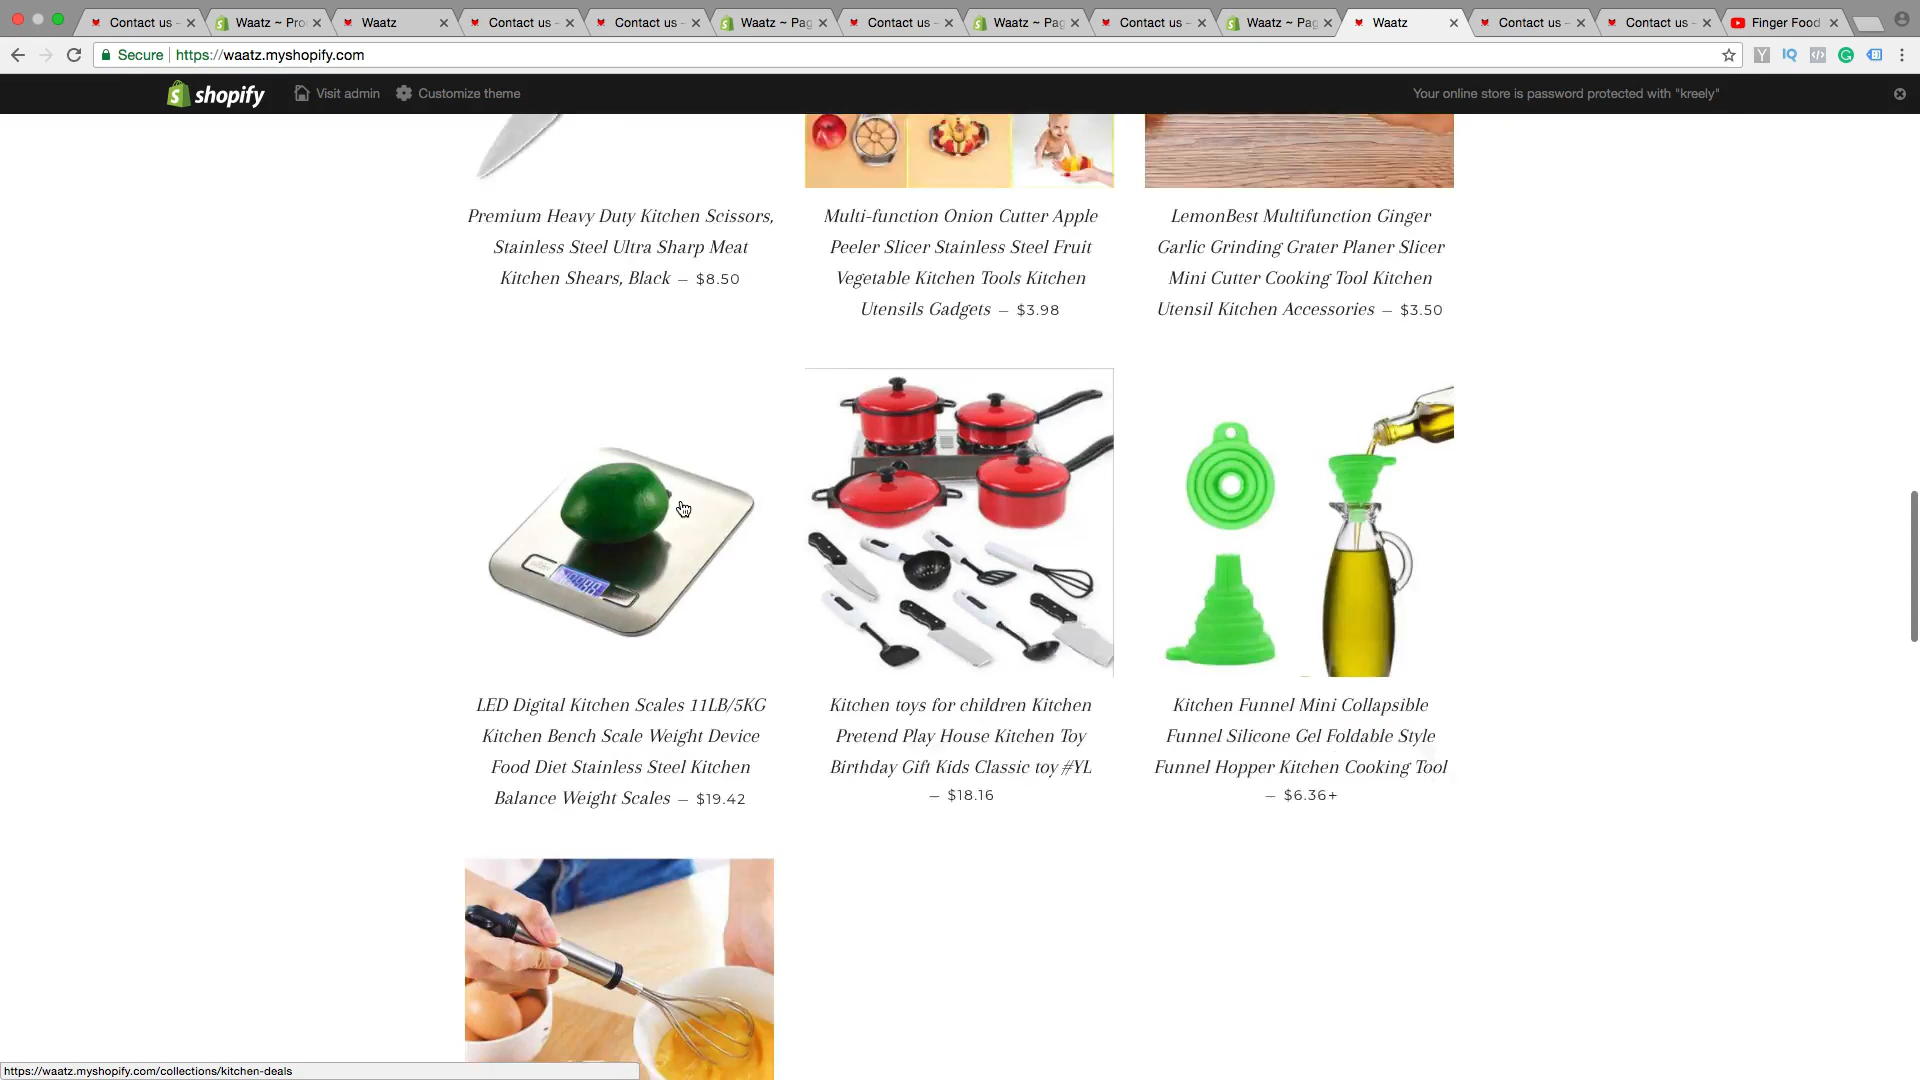 Contact us -
Waatz ~ Pro
Waatz
Contact us -
Contact us -
Waatz ~ Pag
Contact us -
Waatz ~ Pag
Contact us -
Waatz ~ Pag
Waatz
Contact us -
Contact us -
Finger Food
Secure
https://waatz.myshopify.com
shopify
Visit admin
Customize theme
Your online store is password protected with "kreely"
Premium Heavy Duty Kitchen Scissors,
Stainless Steel Ultra Sharp Meat
Kitchen Shears, Black — $8.50
Multi-function Onion Cutter Apple
Peeler Slicer Stainless Steel Fruit
Vegetable Kitchen Tools Kitchen
Utensils Gadgets — $3.98
LemonBest Multifunction Ginger
Garlic Grinding Grater Planer Slicer
Mini Cutter Cooking Tool Kitchen
Utensil Kitchen Accessories — $3.50
LED Digital Kitchen Scales 11LB/5KG
Kitchen Bench Scale Weight Device
Food Diet Stainless Steel Kitchen
Balance Weight Scales — $19.42
Kitchen toys for children Kitchen
Pretend Play House Kitchen Toy
Birthday Gift Kids Classic toy #YL
— $18.16
Kitchen Funnel Mini Collapsible
Funnel Silicone Gel Foldable Style
Funnel Hopper Kitchen Cooking Tool
— $6.36+
https://waatz.myshopify.com/collections/kitchen-deals